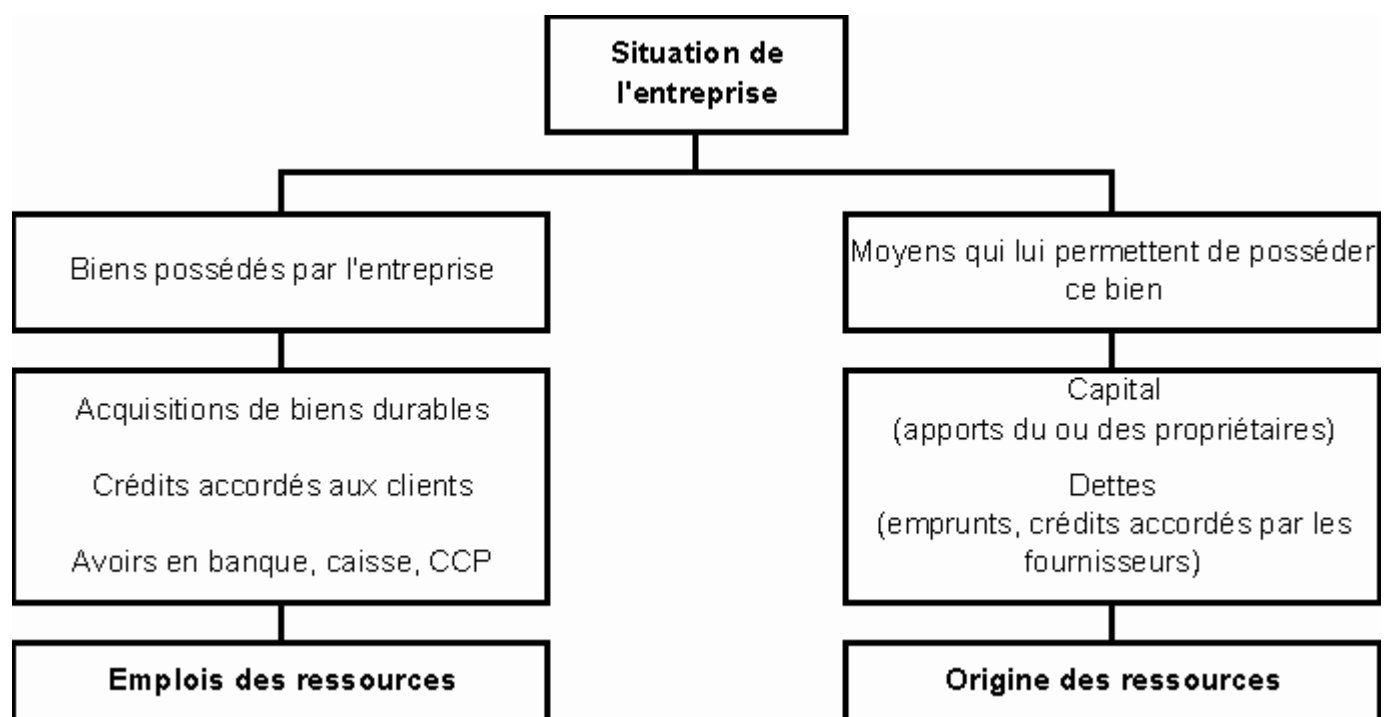 Situation de
l'entreprise
Biens possédés par l'entreprise
Moyens qui lui permettent de posséder
ce bien
Acquisitions de biens durables
Crédits accordés aux clients
Avoirs en banque, caisse, CCP
Capital
(apports du ou des propriétaires)
Dettes
(emprunts, crédits accordés par les
fournisseurs)
Emplois des ressources
Origine des ressources